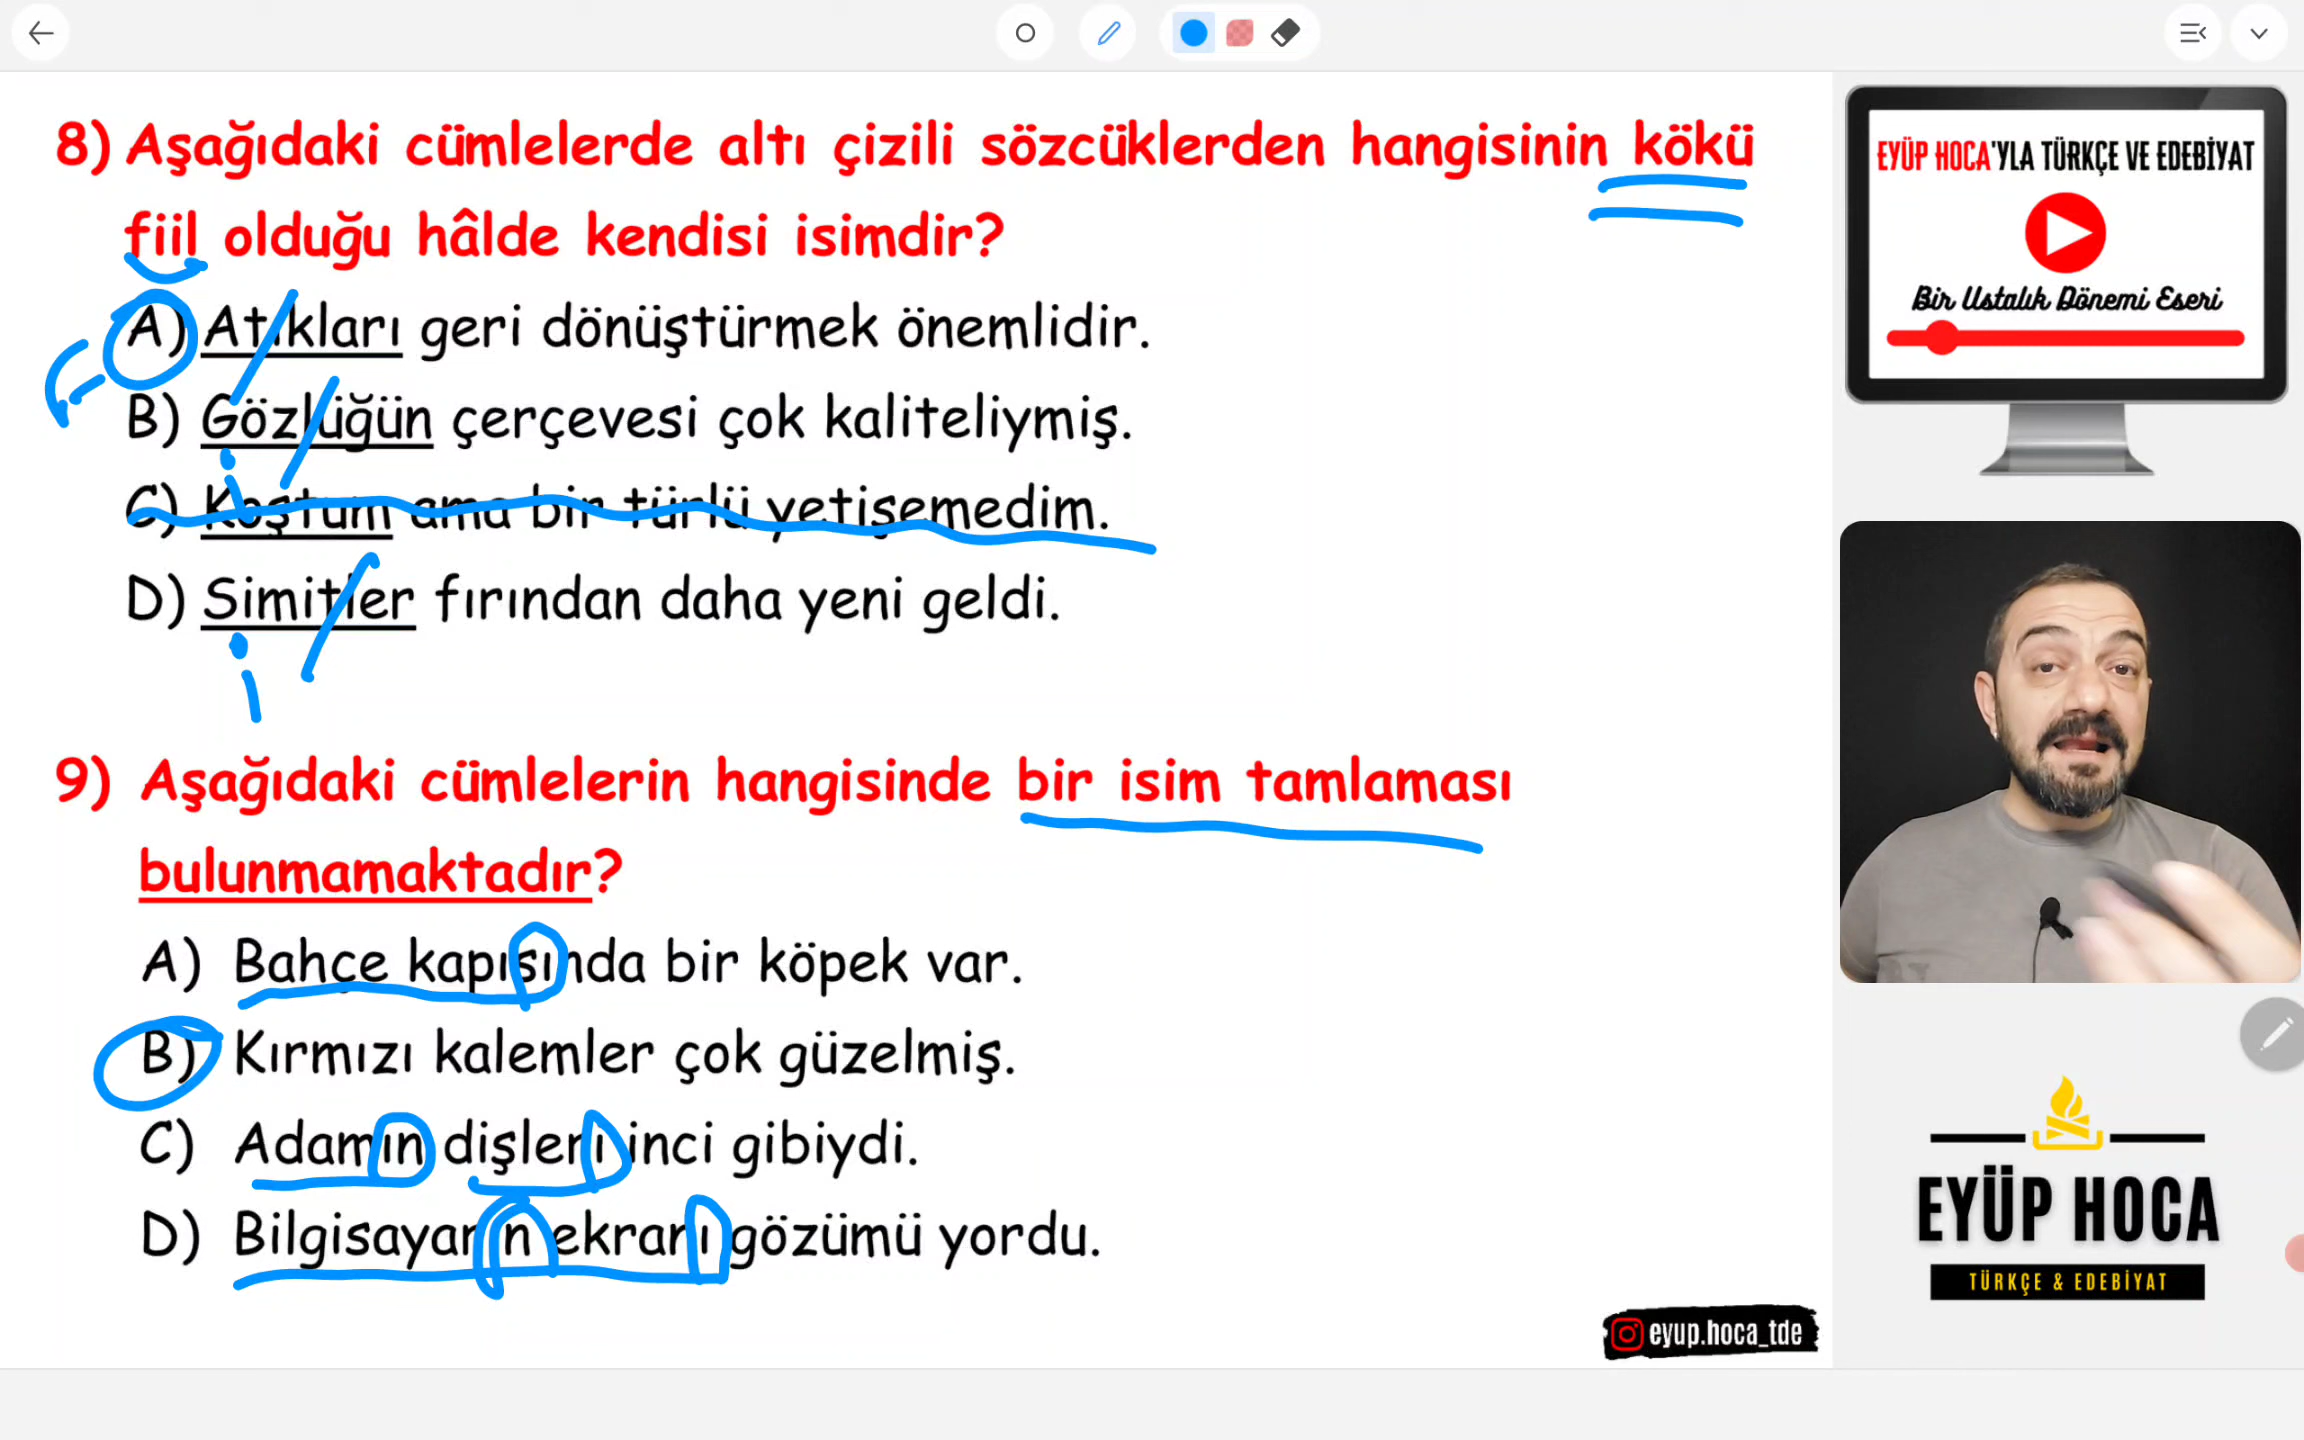 8) Aşağıdaki cümlelerde altı çizili sözcüklerden hangisinin kökü
fiil olduğu hâlde kendisi isimdir?
A) Atıkları geri dönüştürmek önemlidir.
B) Gözlüğün çerçevesi çok kaliteliymiş.
C) Koştum ama bir türlü yetişemedim.
D) Simitler fırından daha yeni geldi.
9) Aşağıdaki cümlelerin hangisinde bir isim tamlaması
bulunmamaktadır?
A) Bahçe kapısında bir köpek var.
B) Kırmızı kalemler çok güzelmiş.
C) Adamın dişleri inci gibiydi.
D) Bilgisayarın ekranı gözümü yordu.
EYÜP HOCA'YLA TÜRKÇE VE EDEBİYAT
Bir Ustalık Dönemi Eseri
EYÜP HOCA
TÜRKÇE & EDEBİYAT
eyup.hoca_tde